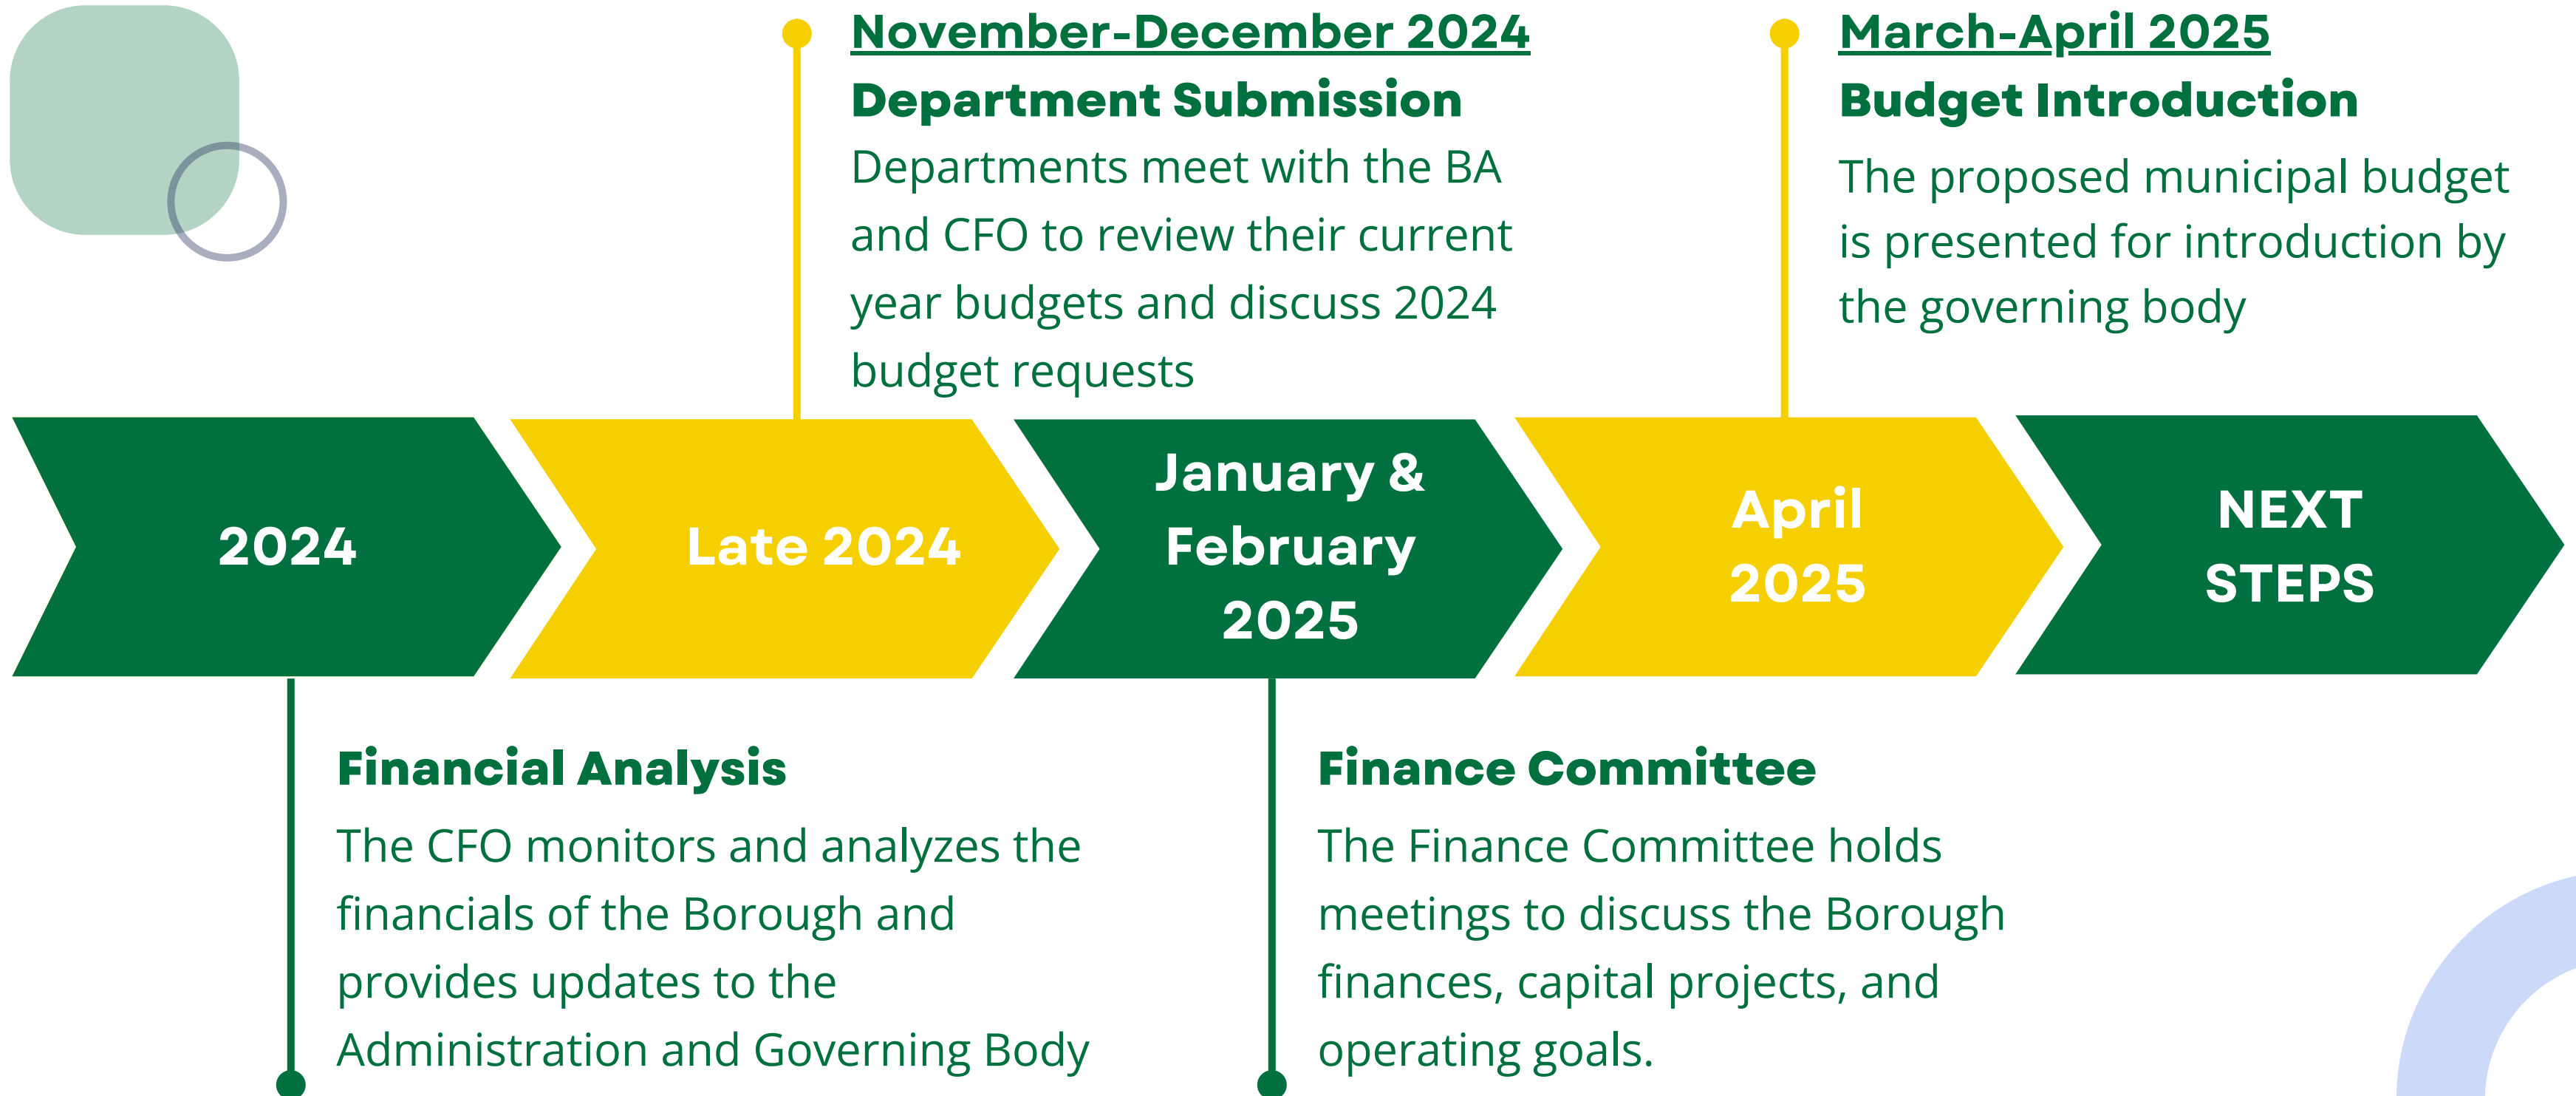 November-December 2024
Department Submission
Departments meet with the BA
and CFO to review their current
year budgets and discuss 2024
budget requests
March-April 2025
Budget Introduction
The proposed municipal budget
is presented for introduction by
the governing body
2024
Late 2024
January &
February
2025
April
2025
NEXT
STEPS
Financial Analysis
The CFO monitors and analyzes the
financials of the Borough and
provides updates to the
Administration and Governing Body
Finance Committee
The Finance Committee holds
meetings to discuss the Borough
finances, capital projects, and
operating goals.